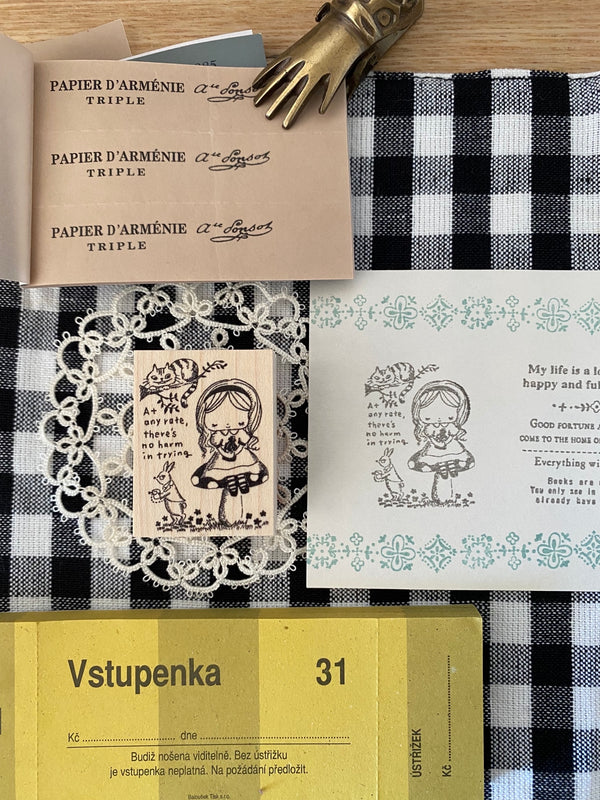 PAPIER D'ARMÉNIE
TRIPLE
PAPIER D'ARMÉNIE
TRIPLE
PAPIER D'ARMÉNIE
TRIPLE
At
any rate,
there's
no harm
in trying.
At
any rate,
there's
no harm
in trying.
My life is a
happy and
GOOD FORTUNE
COME TO THE HOME
Everything
Books are
You only see in
already have
Vstupenka 31
Kč dne
Budiž nošena viditelně. Bez ústřižku
je vstupenka neplatná. Na požádání předložit.
ÚSTŘIŽEK
Kč